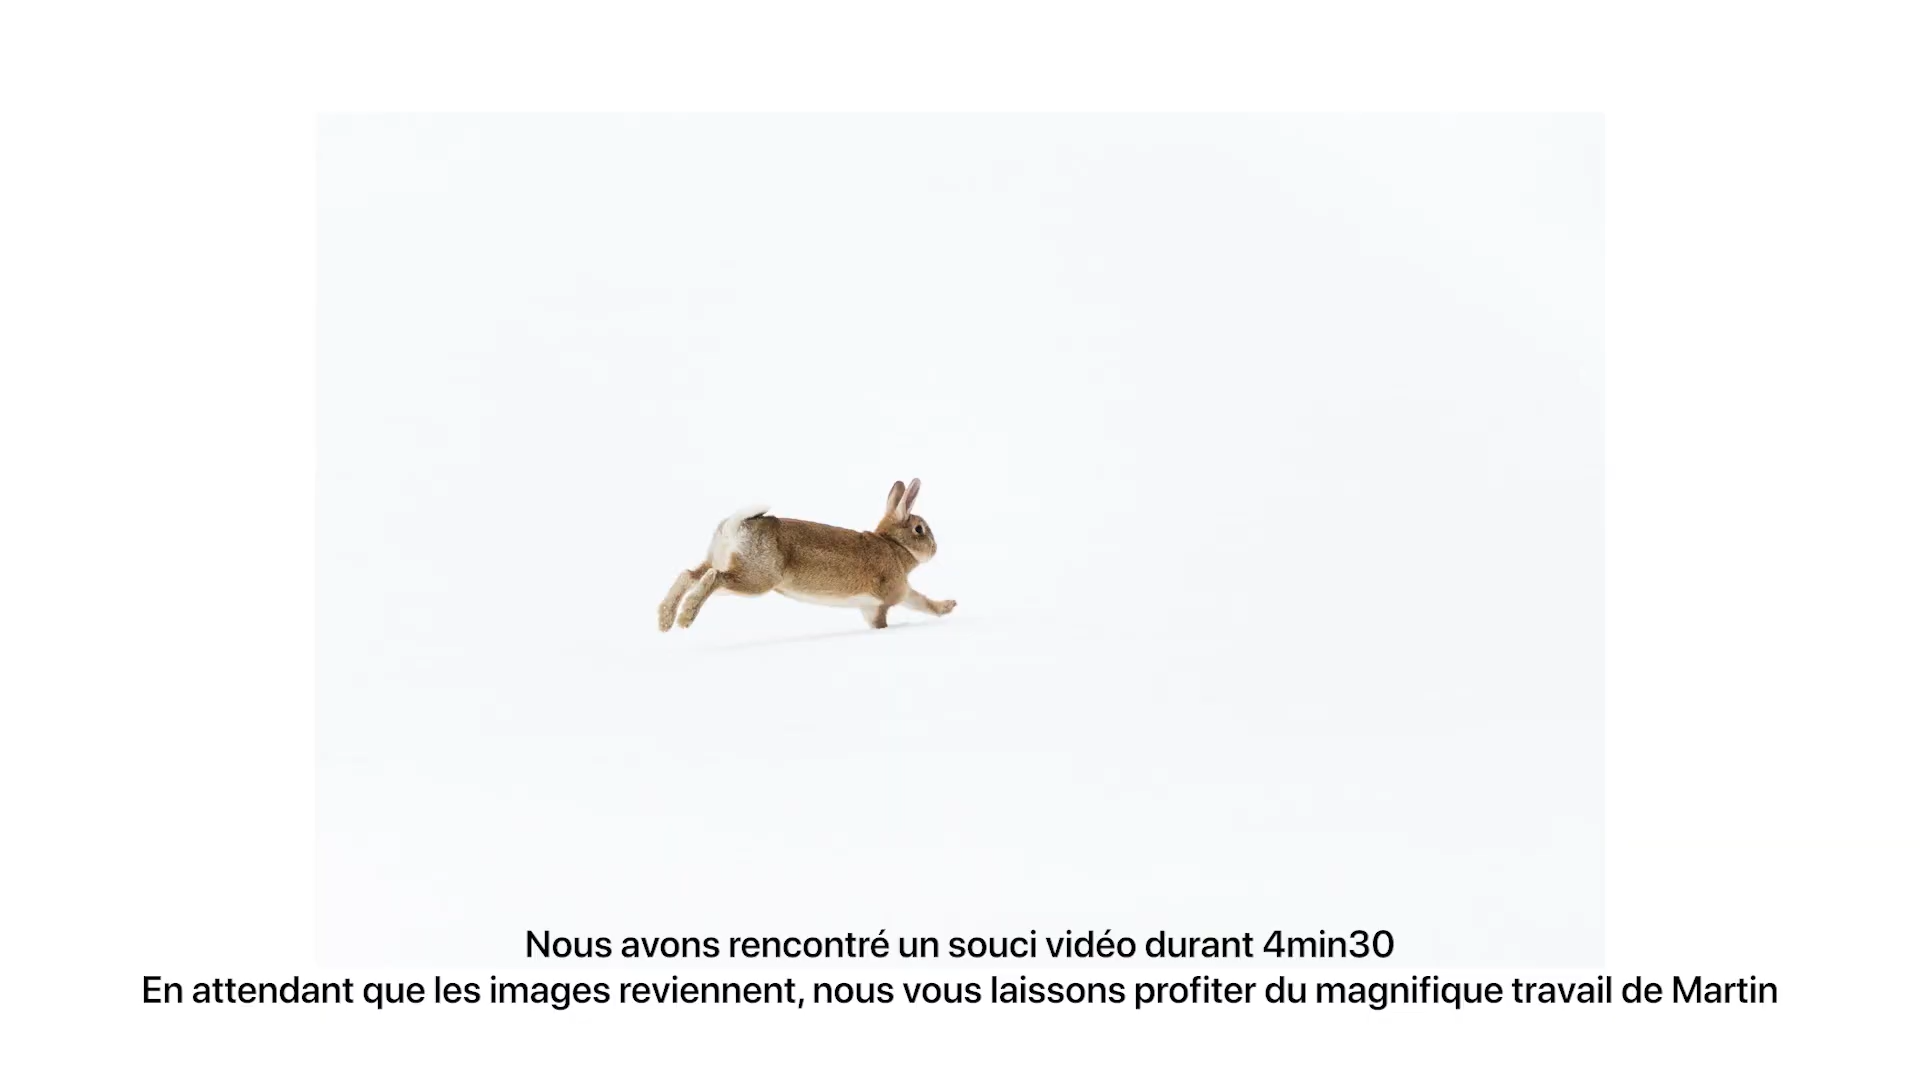 Nous avons rencontré un souci vidéo durant 4min30
En attendant que les images reviennent, nous vous laissons profiter du magnifique travail de Martin